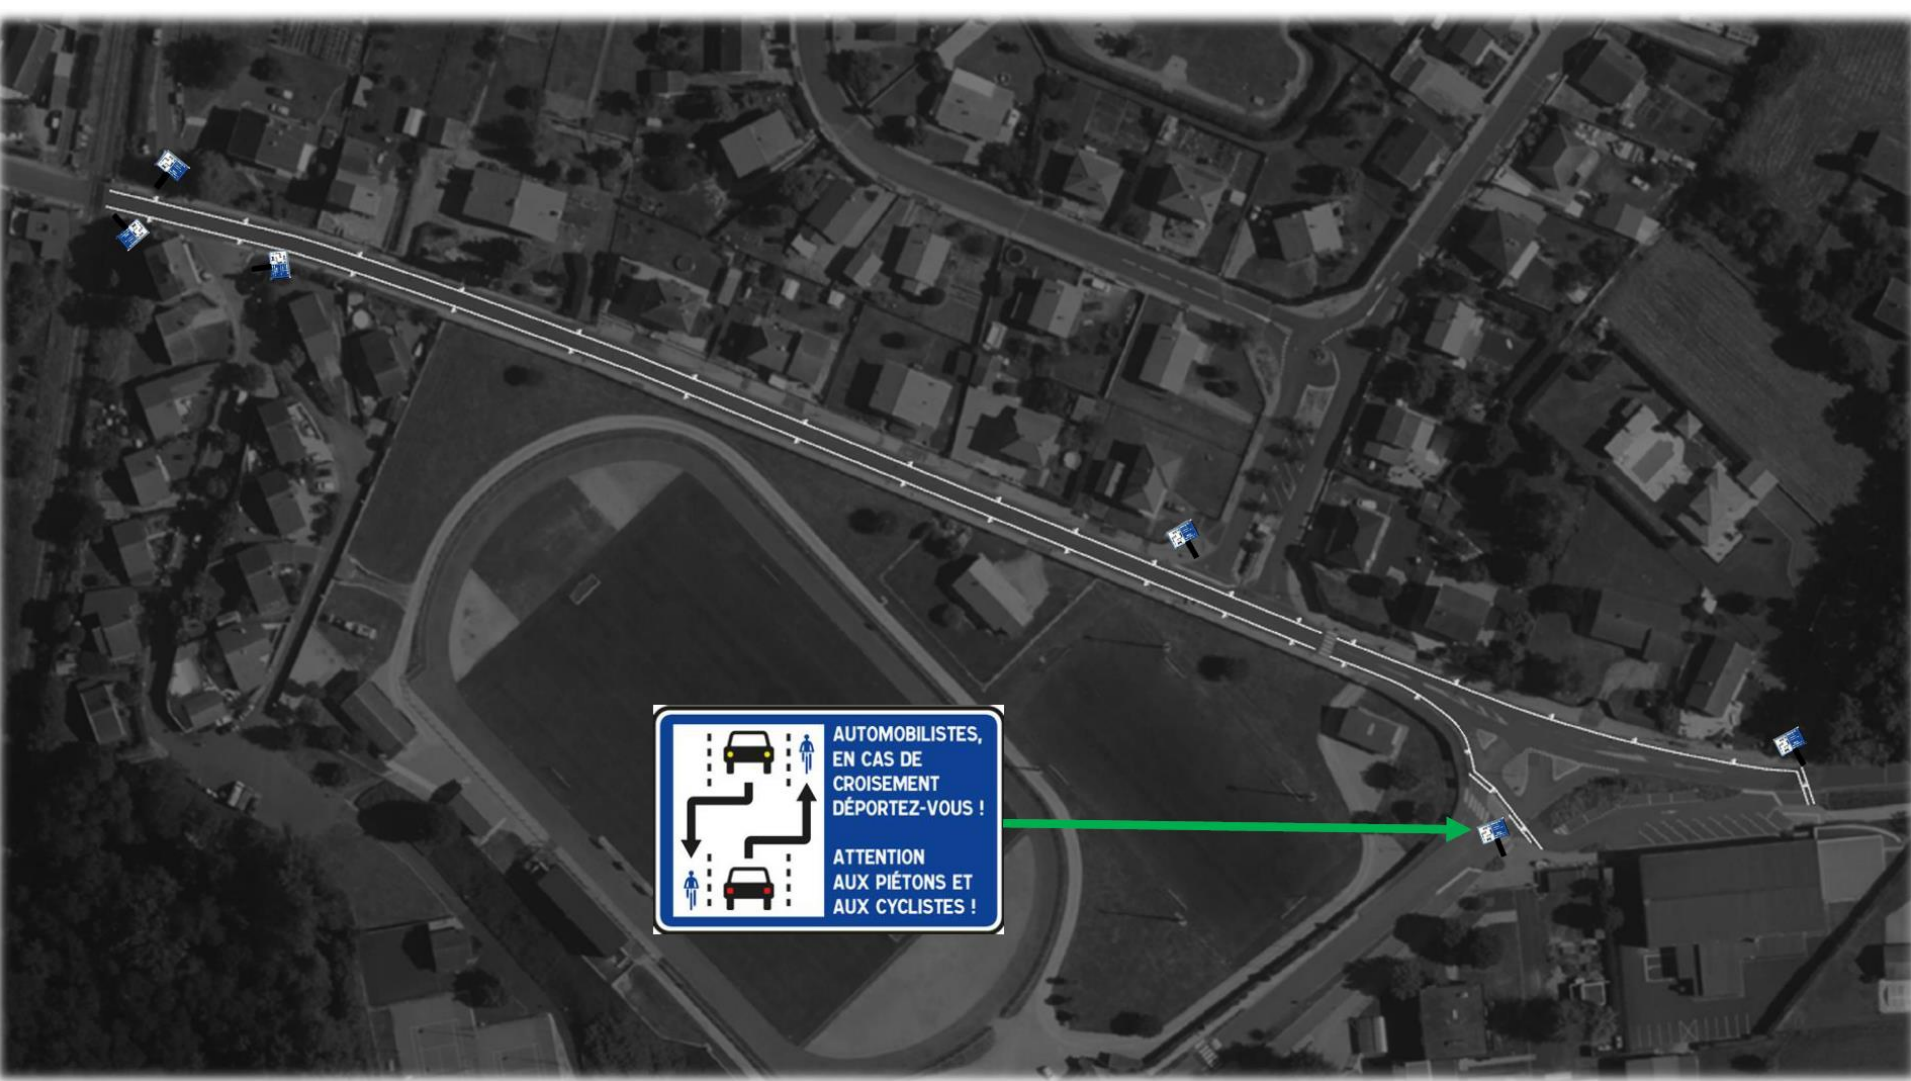 AUTOMOBILISTES,
EN CAS DE
CROISEMENT
DÉPORTEZ-VOUS !
ATTENTION
AUX PIÉTONS ET
AUX CYCLISTES !